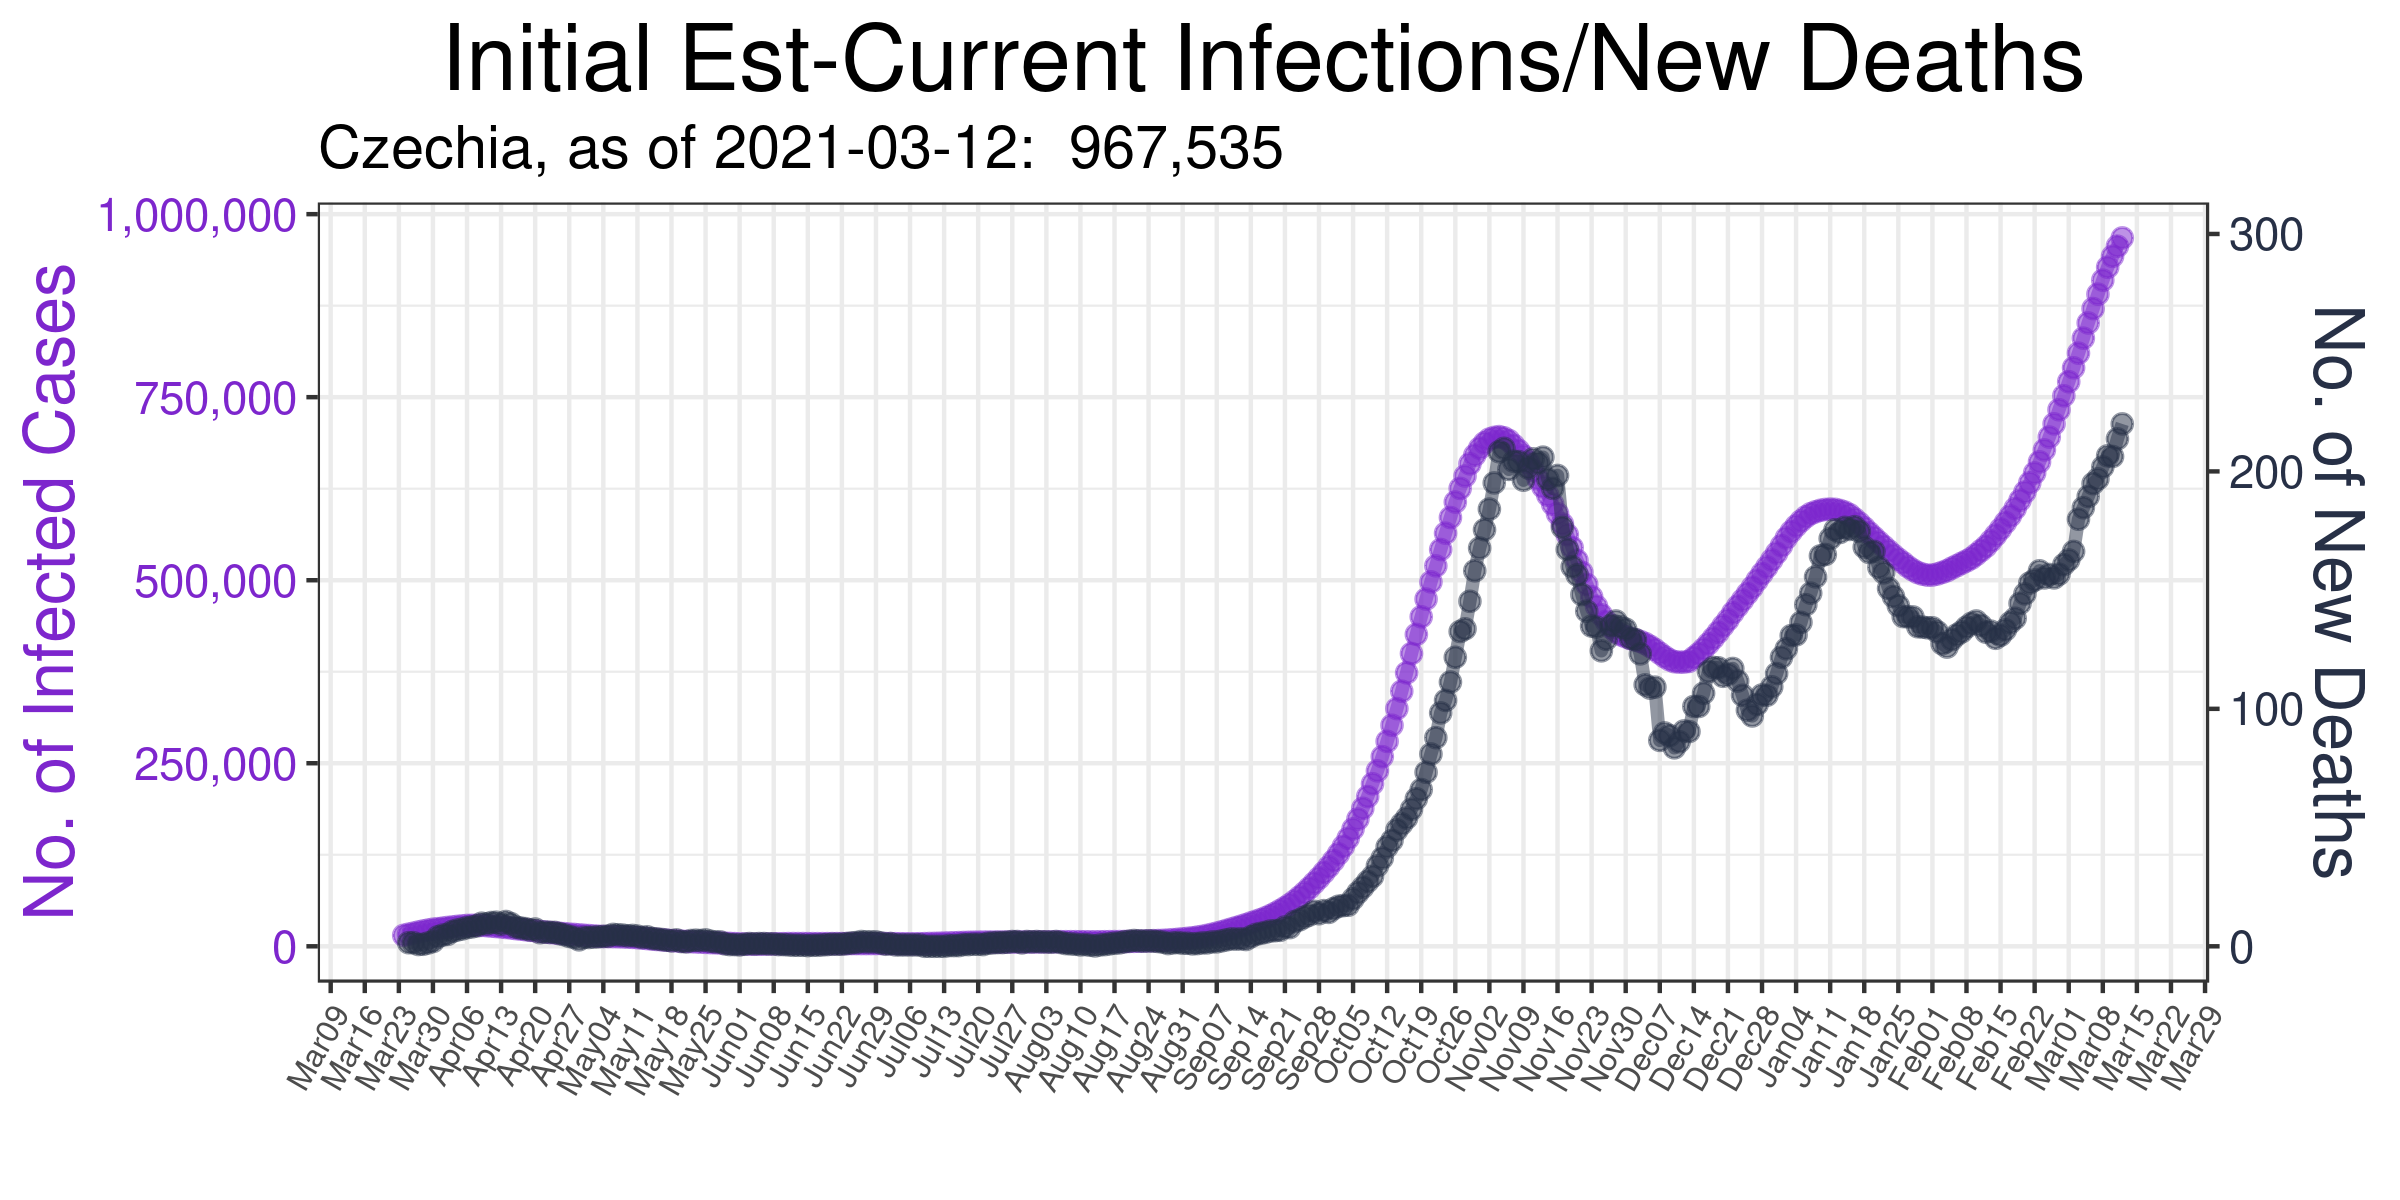 Initial Est-Current Infections/New Deaths
Czechia, as of 2021-03-12:  967,535
No. of Infected Cases
1,000,000
750,000
500,000
250,000
0
300
200
100
0
No. of New Deaths
Mar09
Mar16
Mar23
Mar30
Apr06
Apr13
Apr20
Apr27
May04
May11
May18
May25
Jun01
Jun08
Jun15
Jun22
Jun29
Jul06
Jul13
Jul20
Jul27
Aug03
Aug10
Aug17
Aug24
Aug31
Sep07
Sep14
Sep21
Sep28
Oct05
Oct12
Oct19
Oct26
Nov02
Nov09
Nov16
Nov23
Nov30
Dec07
Dec14
Dec21
Dec28
Jan04
Jan11
Jan18
Jan25
Feb01
Feb08
Feb15
Feb22
Mar01
Mar08
Mar15
Mar22
Mar29